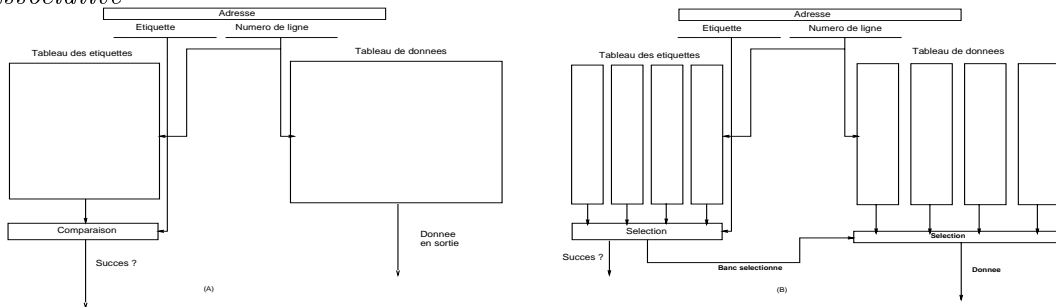 associative
Adresse
Etiquette
Numero de ligne
Tableau des etiquettes
Tableau de donnees
Comparaison
Succes ?
Donnee
en sortie
(A)
Adresse
Etiquette
Numero de ligne
Tableau des etiquettes
Tableau de donnees
Selection
Selection
Succes ?
Banc selectionne
Donnee
(B)